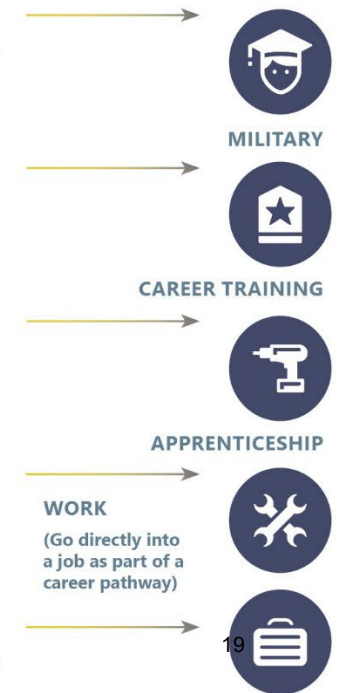 MILITARY
CAREER TRAINING
APPRENTICESHIP
WORK
(Go directly into
a job as part of a
career pathway)
19